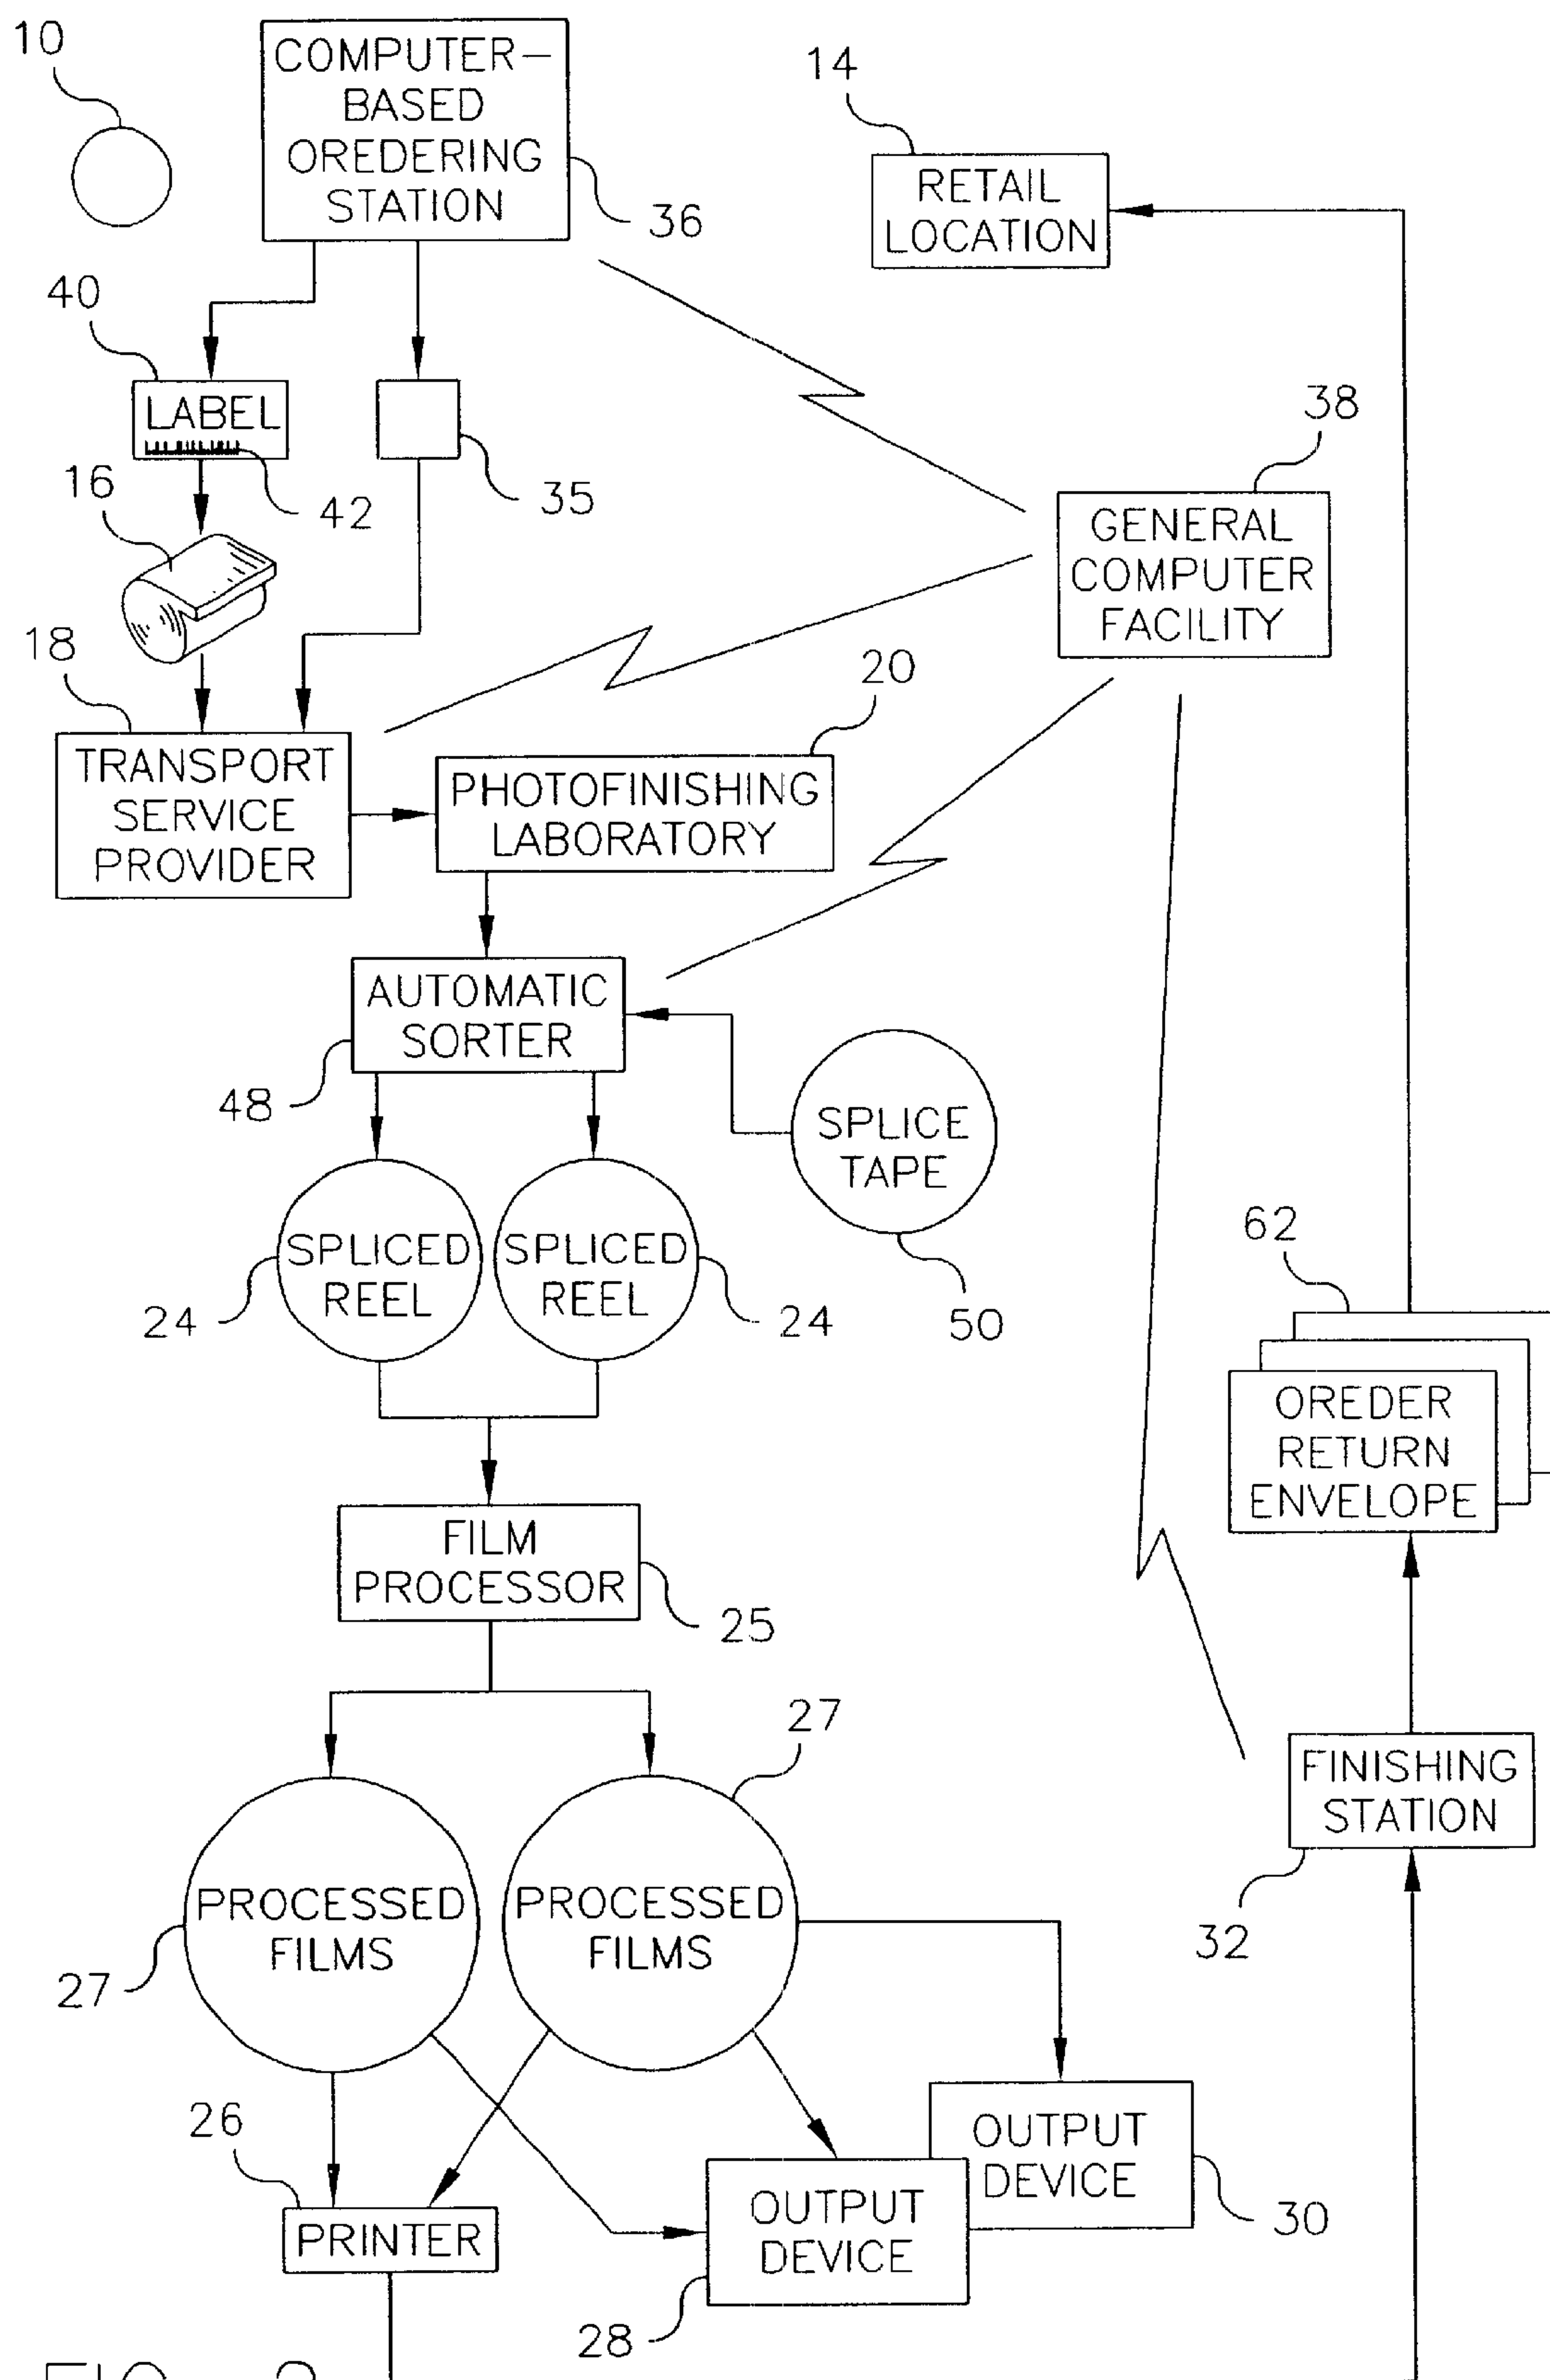 10
COMPUTER-
BASED
OREDERING
STATION
36
14
RETAIL
LOCATION
40
LABEL
42
35
16
38
GENERAL
COMPUTER
FACILITY
18
TRANSPORT
SERVICE
PROVIDER
20
PHOTOFINISHING
LABORATORY
AUTOMATIC
SORTER
48
SPLICE
TAPE
50
SPLICED
REEL
24
SPLICED
REEL
24
62
OREDER
RETURN
ENVELOPE
FILM
PROCESSOR
25
27
PROCESSED
FILMS
27
PROCESSED
FILMS
FINISHING
STATION
32
26
PRINTER
OUTPUT
DEVICE
30
OUTPUT
DEVICE
28